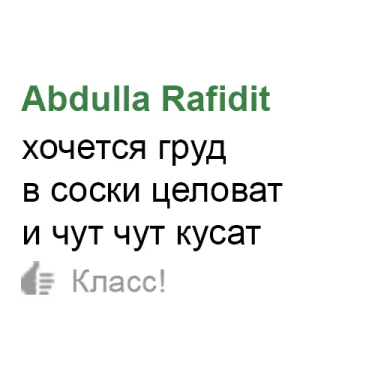 Abdulla Rafidit
хочется груд
в соски целоват
и чут чут кусат
Класс!